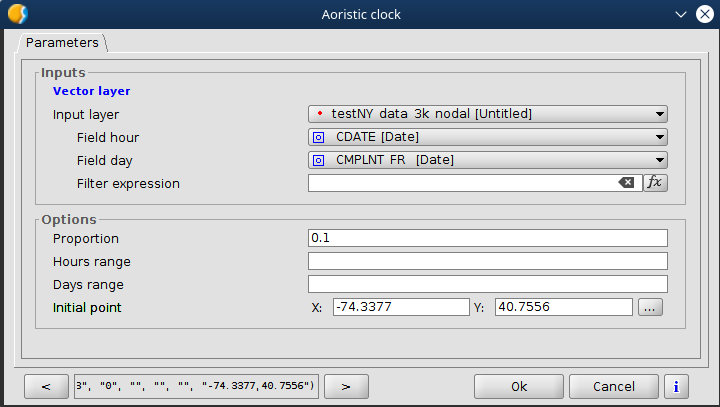 Aoristic clock
Parameters
Inputs
Vector layer
Input layer testNY data 3k nodal [Untitled]
Field hour CDATE [Date]
Field day CMPLNT FR [Date]
Filter expression fx
Options
Proportion 0.1
Hours range
Days range
Initial point X: -74.3377 Y: 40.7556 ...
< 3", "0", "", "", "", "-74.3377,40.7556") > Ok Cancel i